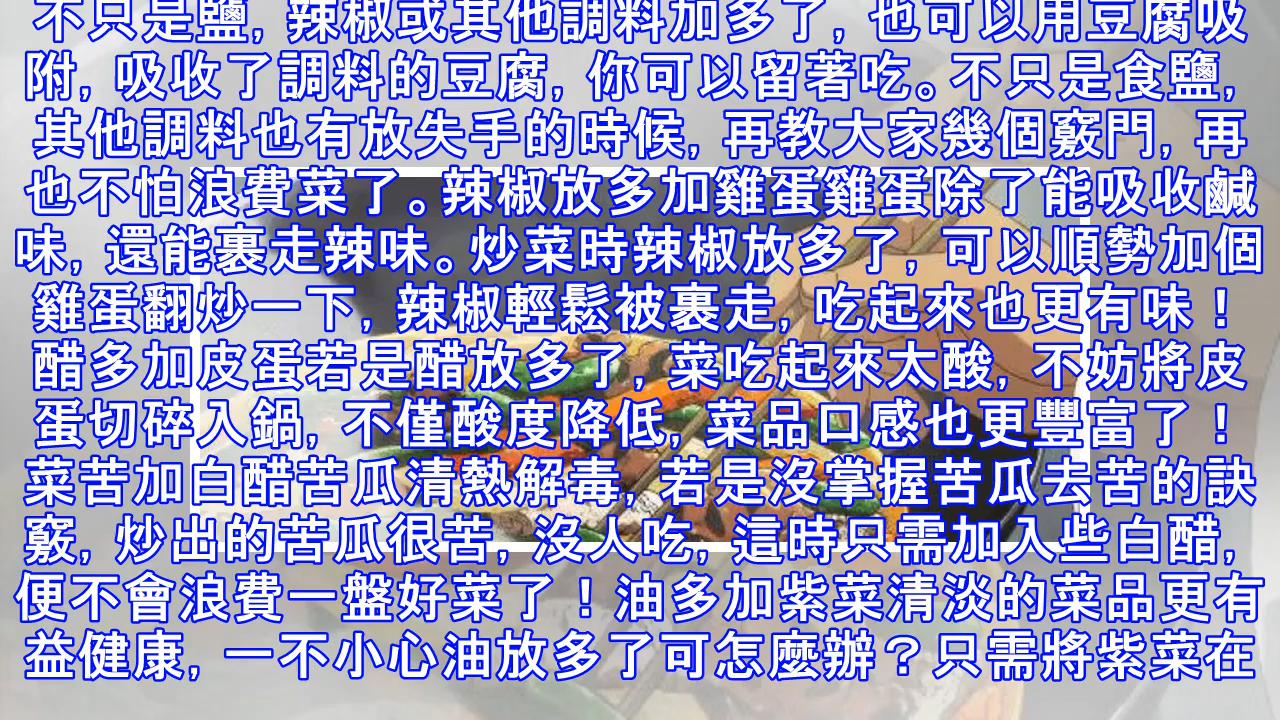 不只是鹽, 辣椒或其他調料加多了, 也可以用豆腐吸
附, 吸收了調料的豆腐, 你可以留著吃。不只是食鹽,
其他調料也有放失手的時候, 再教大家幾個竅門, 再
也不怕浪費菜了。辣椒放多加雞蛋雞蛋除了能吸收鹹
味, 還能裹走辣味。炒菜時辣椒放多了, 可以順勢加個
雞蛋翻炒一下, 辣椒輕鬆被裹走, 吃起來也更有味！
醋多加皮蛋若是醋放多了, 菜吃起來太酸, 不妨將皮
蛋切碎入鍋, 不僅酸度降低, 菜品口感也更豐富了！
菜苦加白醋苦瓜清熱解毒, 若是沒掌握苦瓜去苦的訣
竅, 炒出的苦瓜很苦, 沒人吃, 這時只需加入些白醋,
便不會浪費一盤好菜了！油多加紫菜清淡的菜品更有
益健康, 一不小心油放多了可怎麼辦？只需將紫菜在